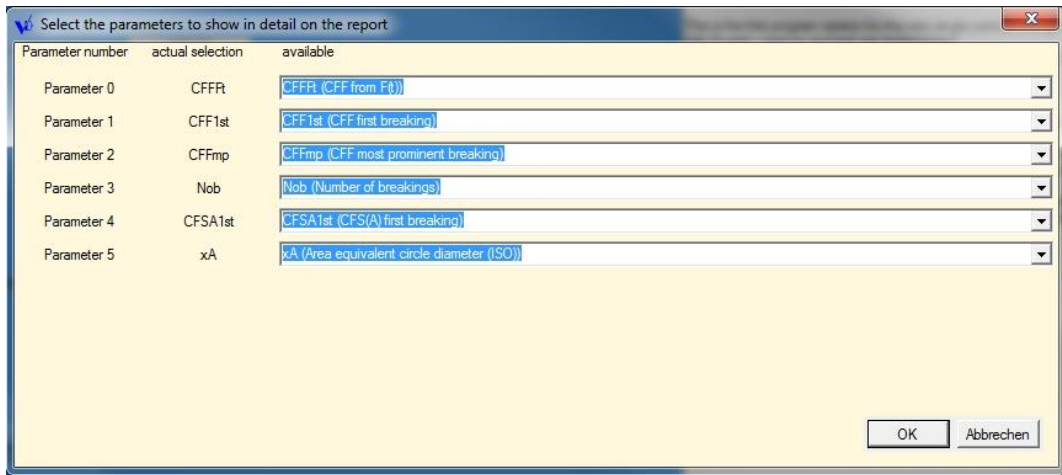 Select the parameters to show in detail on the report
Parameter number actual selection available
Parameter 0 CFFFt CFFFt (CFF from F(t))
Parameter 1 CFF1st CFF1st (CFF first breaking)
Parameter 2 CFFmp CFFmp (CFF most prominent breaking)
Parameter 3 Nob Nob (Number of breakings)
Parameter 4 CFSA1st CFSA1st (CFS(A) first breaking)
Parameter 5 xA xA (Area equivalent circle diameter (ISO))
OK Abbrechen